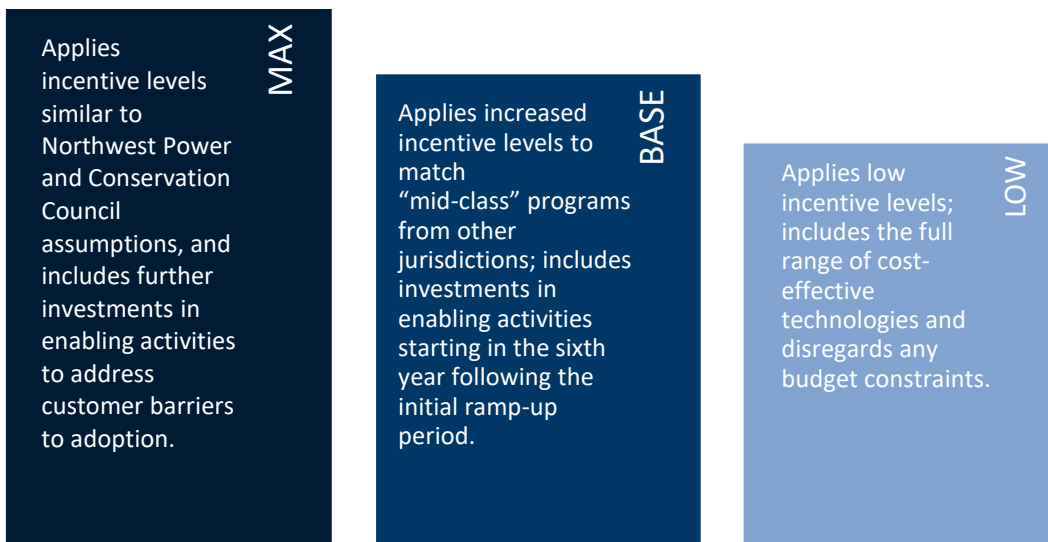 MAX
Applies
incentive levels
similar to
Northwest Power
and Conservation
Council
assumptions, and
includes further
investments in
enabling activities
to address
customer barriers
to adoption.
BASE
Applies increased
incentive levels to
match
“mid-class” programs
from other
jurisdictions; includes
investments in
enabling activities
starting in the sixth
year following the
initial ramp-up
period.
LOW
Applies low
incentive levels;
includes the full
range of cost-
effective
technologies and
disregards any
budget constraints.